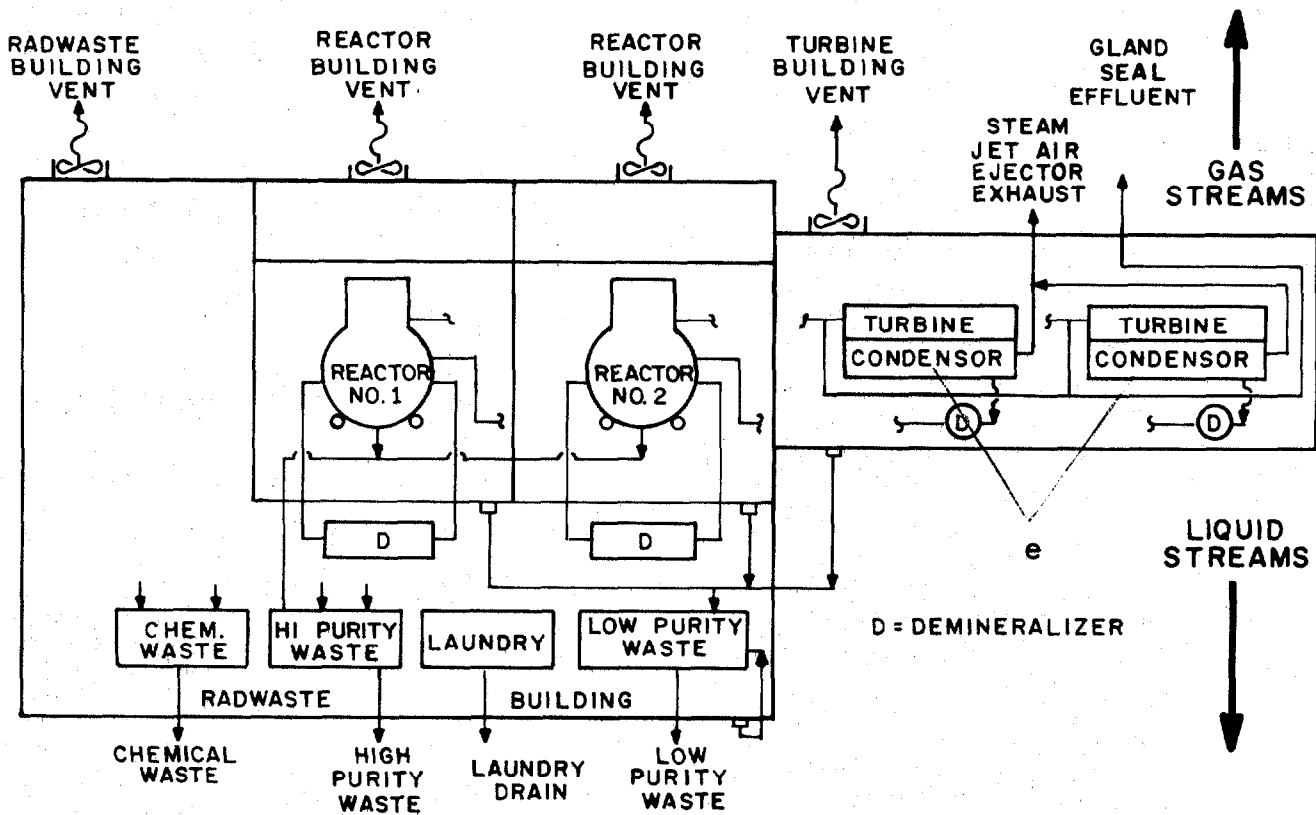 RADWASTE
BUILDING
VENT
REACTOR
BUILDING
VENT.
REACTOR
BUILDING
VENT
TURBINE
BUILDING
VENT
GLAND
SEAL
EFFLUENT
STEAM
JET AIR
EJECTOR
EXHAUST
GAS
STREAMS
TURBINE
CONDENSOR
TURBINE
CONDENSOR
REACTOR
NO. 1
REACTOR
NO. 2
D
D
D
D
e
LIQUID
STREAMS
CHEM.
WASTE
HI PURITY
WASTE
LAUNDRY
LOW PURITY
WASTE
D = DEMINERALIZER
RADWASTE BUILDING
CHEMICAL
WASTE
HIGH
PURITY
WASTE
LAUNDRY
DRAIN
LOW
PURITY
WASTE